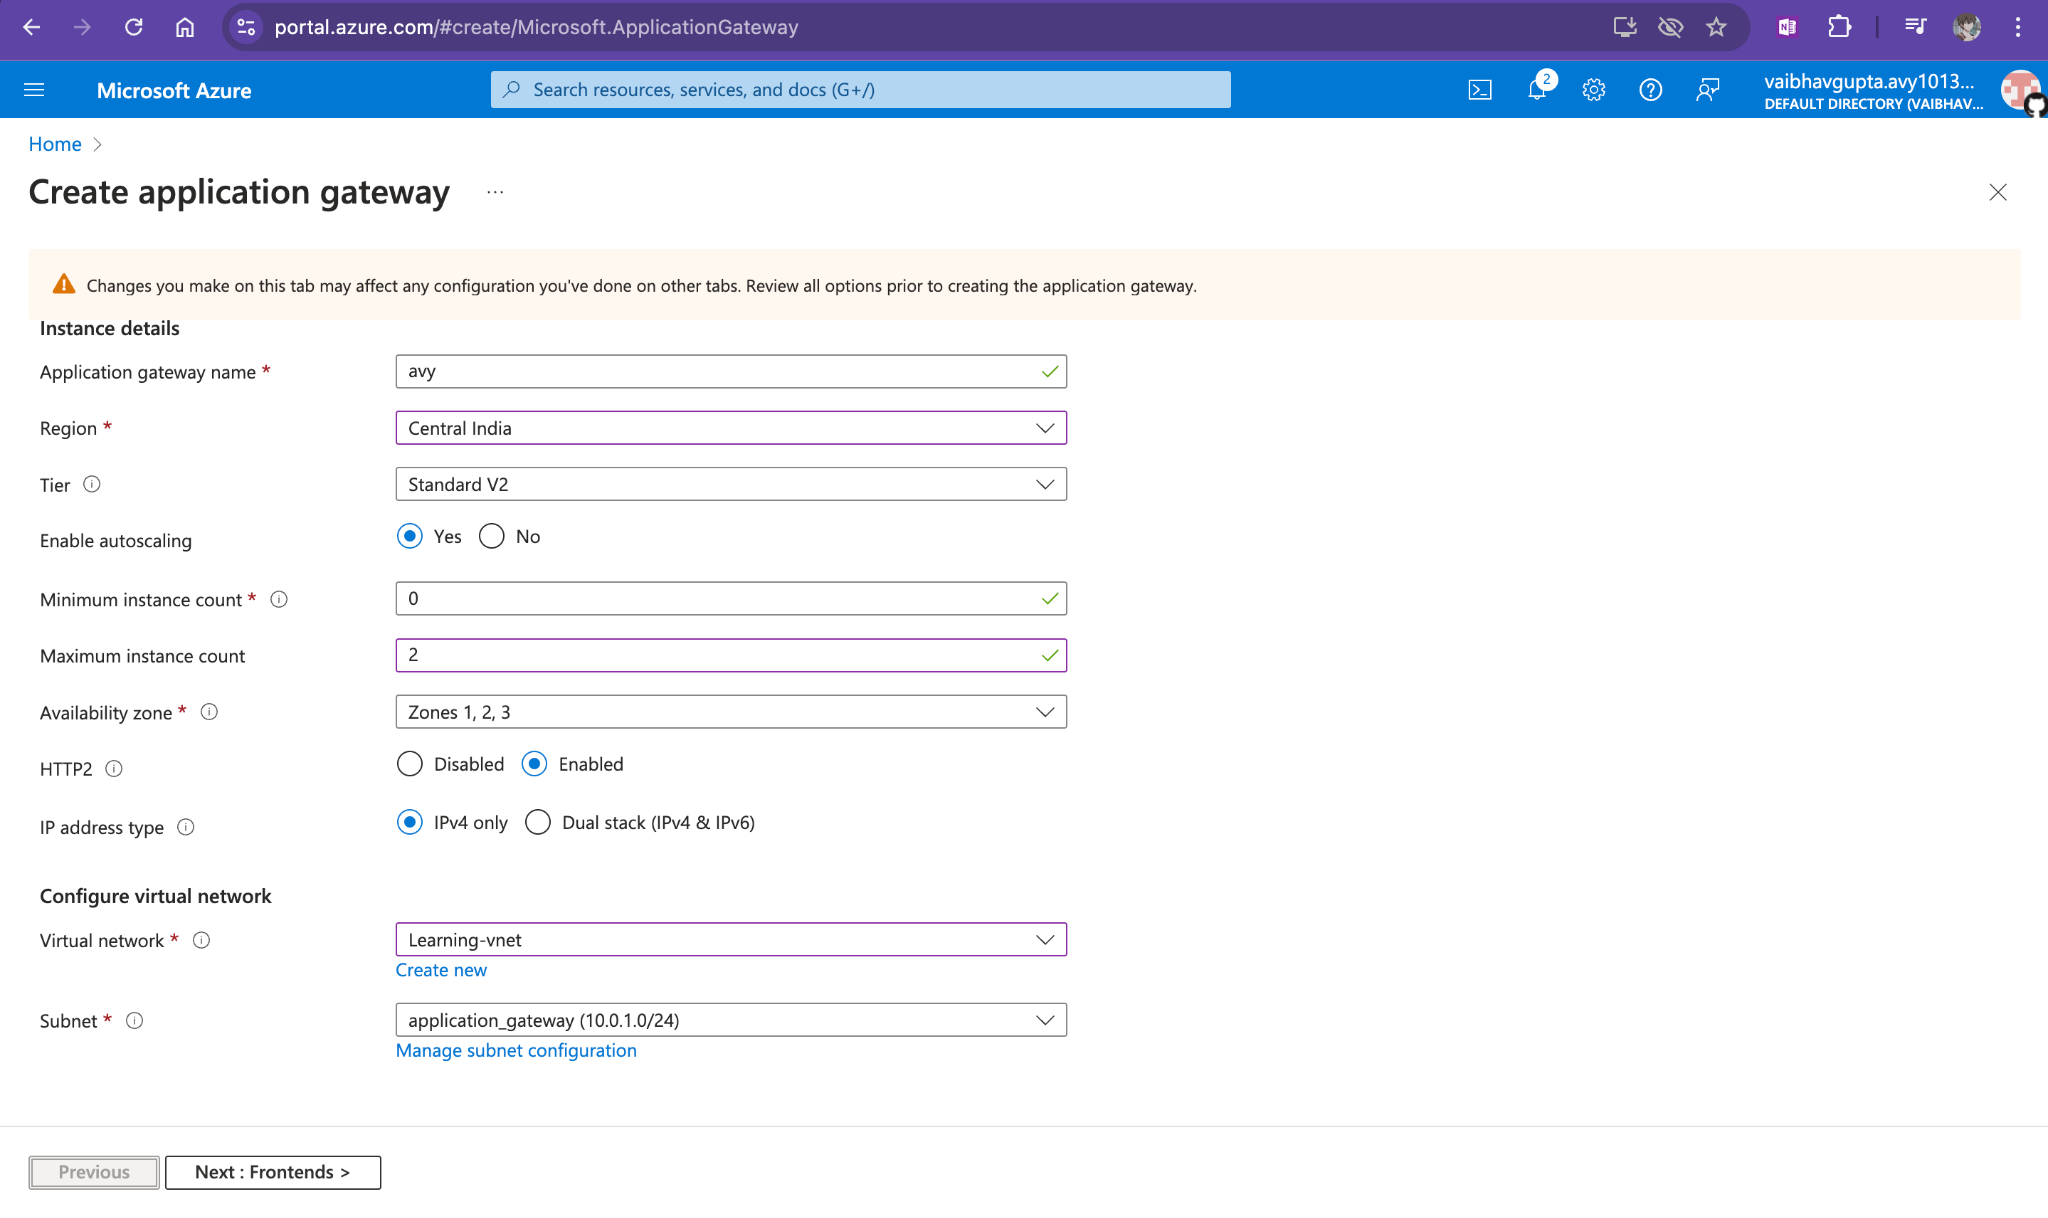 portal.azure.com/#create/Microsoft.ApplicationGateway
Microsoft Azure
Search resources, services, and docs (G+/)
2
vaibhavgupta.avy1013...
DEFAULT DIRECTORY (VAIBHAV...
Home >
Create application gateway ...
Changes you make on this tab may affect any configuration you've done on other tabs. Review all options prior to creating the application gateway.
Instance details
Application gateway name *
avy
Region *
Central India
Tier
Standard V2
Enable autoscaling
Yes No
Minimum instance count *
0
Maximum instance count
2
Availability zone *
Zones 1, 2, 3
HTTP2
Disabled Enabled
IP address type
IPv4 only Dual stack (IPv4 & IPv6)
Configure virtual network
Virtual network *
Learning-vnet
Create new
Subnet *
application_gateway (10.0.1.0/24)
Manage subnet configuration
Previous
Next : Frontends >